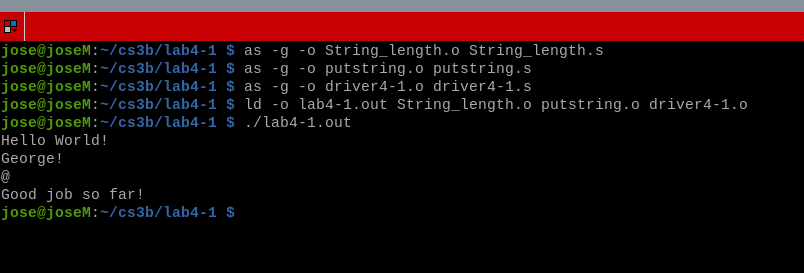 jose@joseM:~/cs3b/lab4-1 $ as -g -o String_length.o String_length.s
jose@joseM:~/cs3b/lab4-1 $ as -g -o putstring.o putstring.s
jose@joseM:~/cs3b/lab4-1 $ as -g -o driver4-1.o driver4-1.s
jose@joseM:~/cs3b/lab4-1 $ ld -o lab4-1.out String_length.o putstring.o driver4-1.o
jose@joseM:~/cs3b/lab4-1 $ ./lab4-1.out
Hello World!
George!
@
Good job so far!
jose@joseM:~/cs3b/lab4-1 $